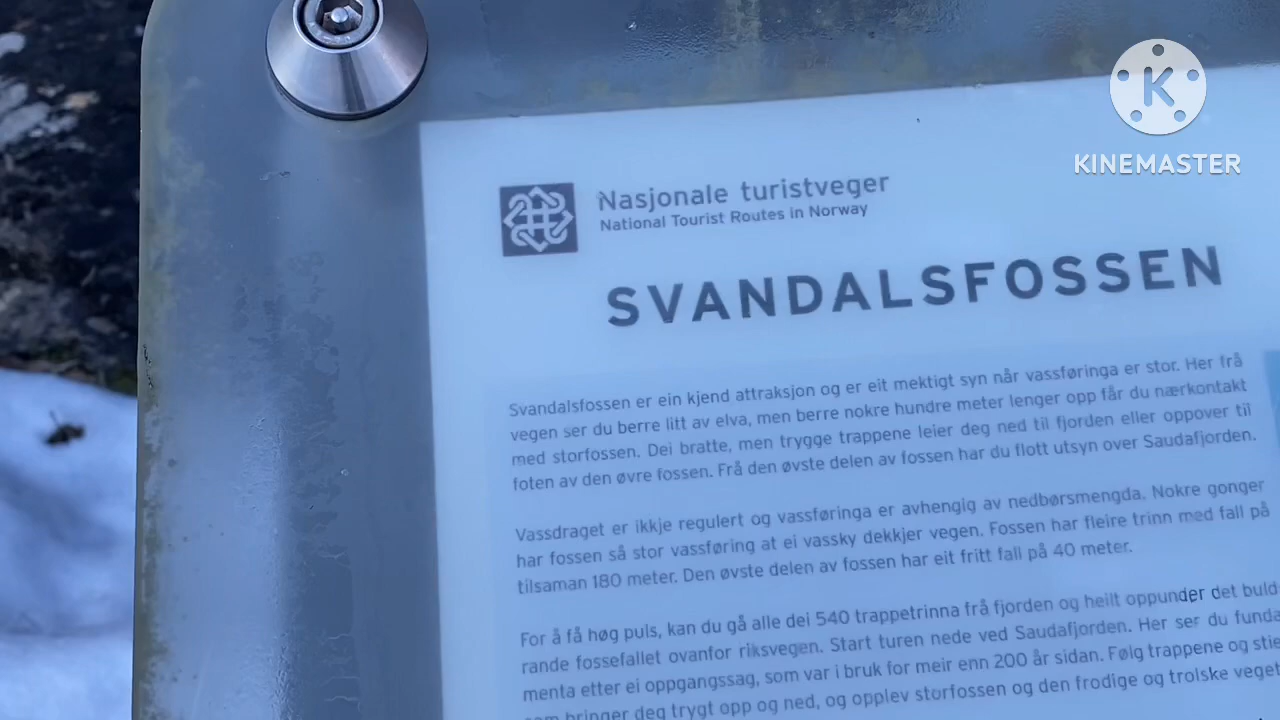 K
KINEMASTER
Nasjonale turistveger
National Tourist Routes in Norway
SVANDALSFOSSEN
Svandalsfossen er ein kjend attraksjon og er eit mektigt syn når vassføringa er stor. Her frå
vegen ser du berre litt av elva, men berre nokre hundre meter lenger opp får du nærkontakt
med storfossen. Dei bratte, men trygge trappene leier deg ned til fjorden eller oppover til
foten av den øvre fossen. Frå den øvste delen av fossen har du flott utsyn over Saudafjorden.
Vassdraget er ikkje regulert og vassføringa er avhengig av nedbørsmengda. Nokre gonger
har fossen så stor vassføring at ei vassky dekkjer vegen. Fossen har fleire trinn med fall på
tilsaman 180 meter. Den øvste delen av fossen har eit fritt fall på 40 meter.
For å få høg puls, kan du gå alle dei 540 trappetrinna frå fjorden og heilt oppunder det buld-
rande fossefallet ovanfor riksvegen. Start turen nede ved Saudafjorden. Her ser du funda
menta etter ei oppgangssag, som var i bruk for meir enn 200 år sidan. Følg trappene og stie
som bringer deg trygt opp og ned, og opplev storfossen og den frodige og trolske veget